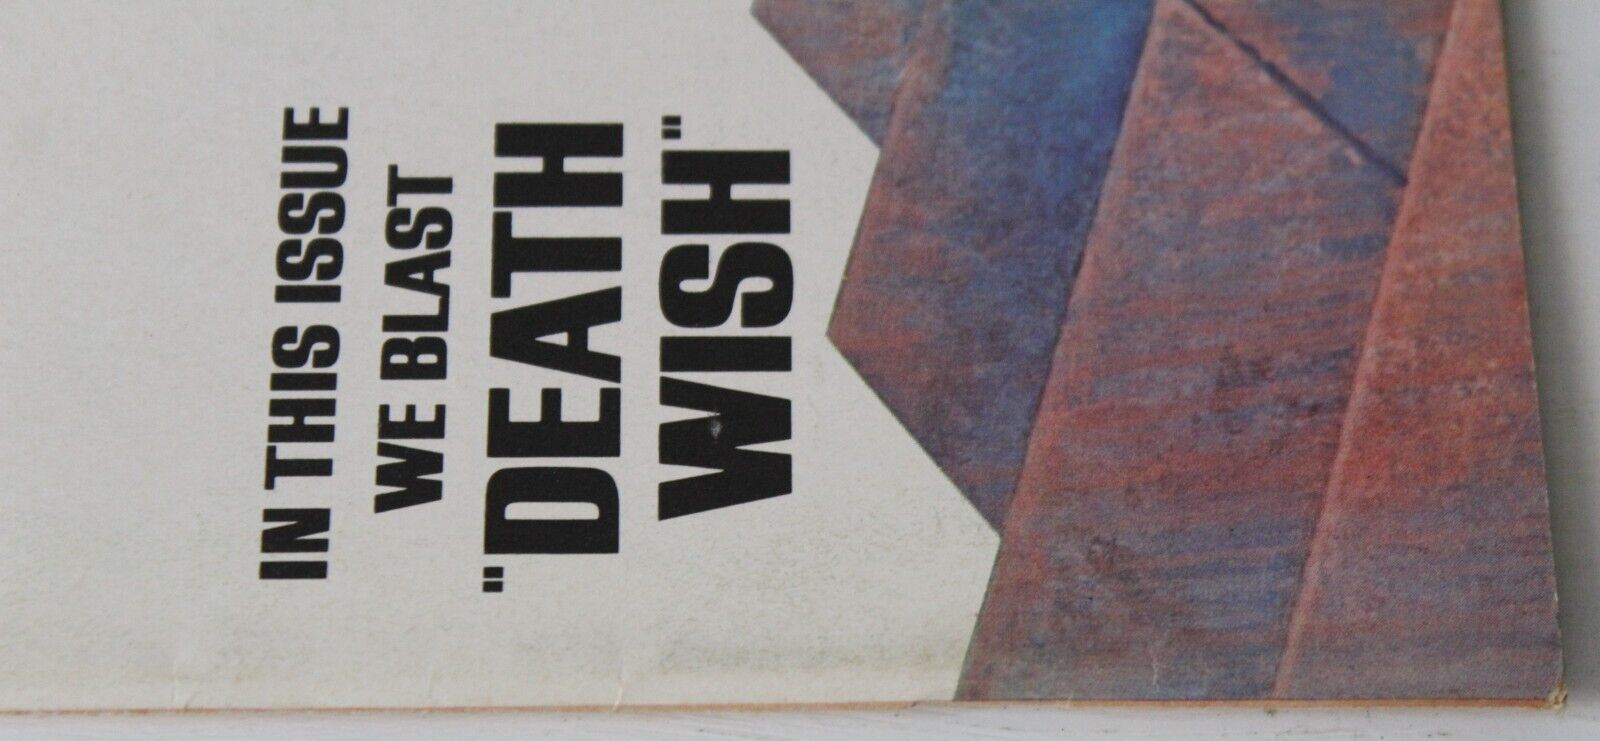 IN THIS ISSUE
WE BLAST
"DEATH
WISH"